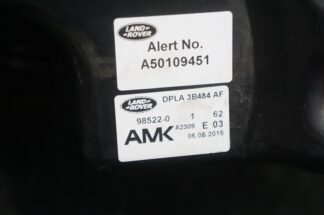 LAND ROVER
Alert No.
A50109451
LAND ROVER
DPLA 3B484 AF
98522-0 1 62
AMK A2309 E 03
06.08.2015